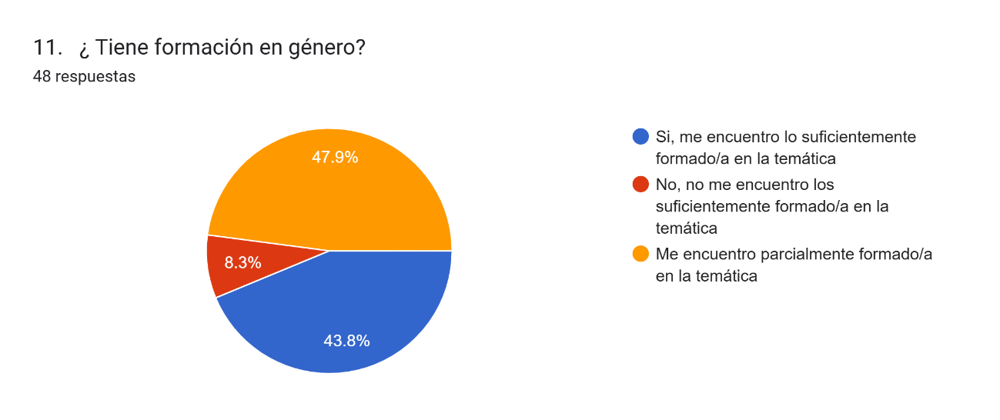 11. ¿ Tiene formación en género?
48 respuestas
47.9%
8.3%
43.8%
Si, me encuentro lo suficientemente
formado/a en la temática
No, no me encuentro los
suficientemente formado/a en la
temática
Me encuentro parcialmente formado/a
en la temática